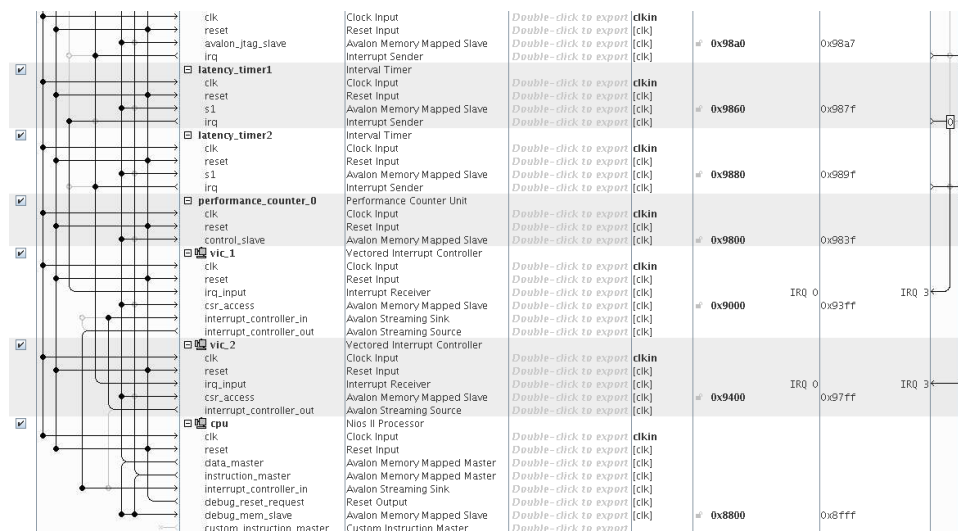 clk Clock Input Double-click to export clkin
reset Reset Input Double-click to export [clk]
avalon_jtag_slave Avalon Memory Mapped Slave Double-click to export [clk] 0x98a0 0x98a7
irq Interrupt Sender Double-click to export [clk]
latency_timer1 Interval Timer
clk Clock Input Double-click to export clkin
reset Reset Input Double-click to export [clk]
s1 Avalon Memory Mapped Slave Double-click to export [clk] 0x9860 0x987f
irq Interrupt Sender Double-click to export [clk] 0
latency_timer2 Interval Timer
clk Clock Input Double-click to export clkin
reset Reset Input Double-click to export [clk]
s1 Avalon Memory Mapped Slave Double-click to export [clk] 0x9880 0x989f
irq Interrupt Sender Double-click to export [clk]
performance_counter_0 Performance Counter Unit
clk Clock Input Double-click to export clkin
reset Reset Input Double-click to export [clk]
control_slave Avalon Memory Mapped Slave Double-click to export [clk] 0x9800 0x983f
vic_1 Vectored Interrupt Controller
clk Clock Input Double-click to export clkin
reset Reset Input Double-click to export [clk]
irq_input Interrupt Receiver Double-click to export [clk] IRQ 0 IRQ 3
csr_access Avalon Memory Mapped Slave Double-click to export [clk] 0x9000 0x93ff
interrupt_controller_in Avalon Streaming Sink Double-click to export [clk]
interrupt_controller_out Avalon Streaming Source Double-click to export [clk]
vic_2 Vectored Interrupt Controller
clk Clock Input Double-click to export clkin
reset Reset Input Double-click to export [clk]
irq_input Interrupt Receiver Double-click to export [clk] IRQ 0 IRQ 3
csr_access Avalon Memory Mapped Slave Double-click to export [clk] 0x9400 0x97ff
interrupt_controller_out Avalon Streaming Source Double-click to export [clk]
cpu Nios II Processor
clk Clock Input Double-click to export clkin
reset Reset Input Double-click to export [clk]
data_master Avalon Memory Mapped Master Double-click to export [clk]
instruction_master Avalon Memory Mapped Master Double-click to export [clk]
interrupt_controller_in Avalon Streaming Sink Double-click to export [clk]
debug_reset_request Reset Output Double-click to export [clk]
debug_mem_slave Avalon Memory Mapped Slave Double-click to export [clk] 0x8800 0x8fff
custom_instruction_master Custom Instruction Master Double-click to export